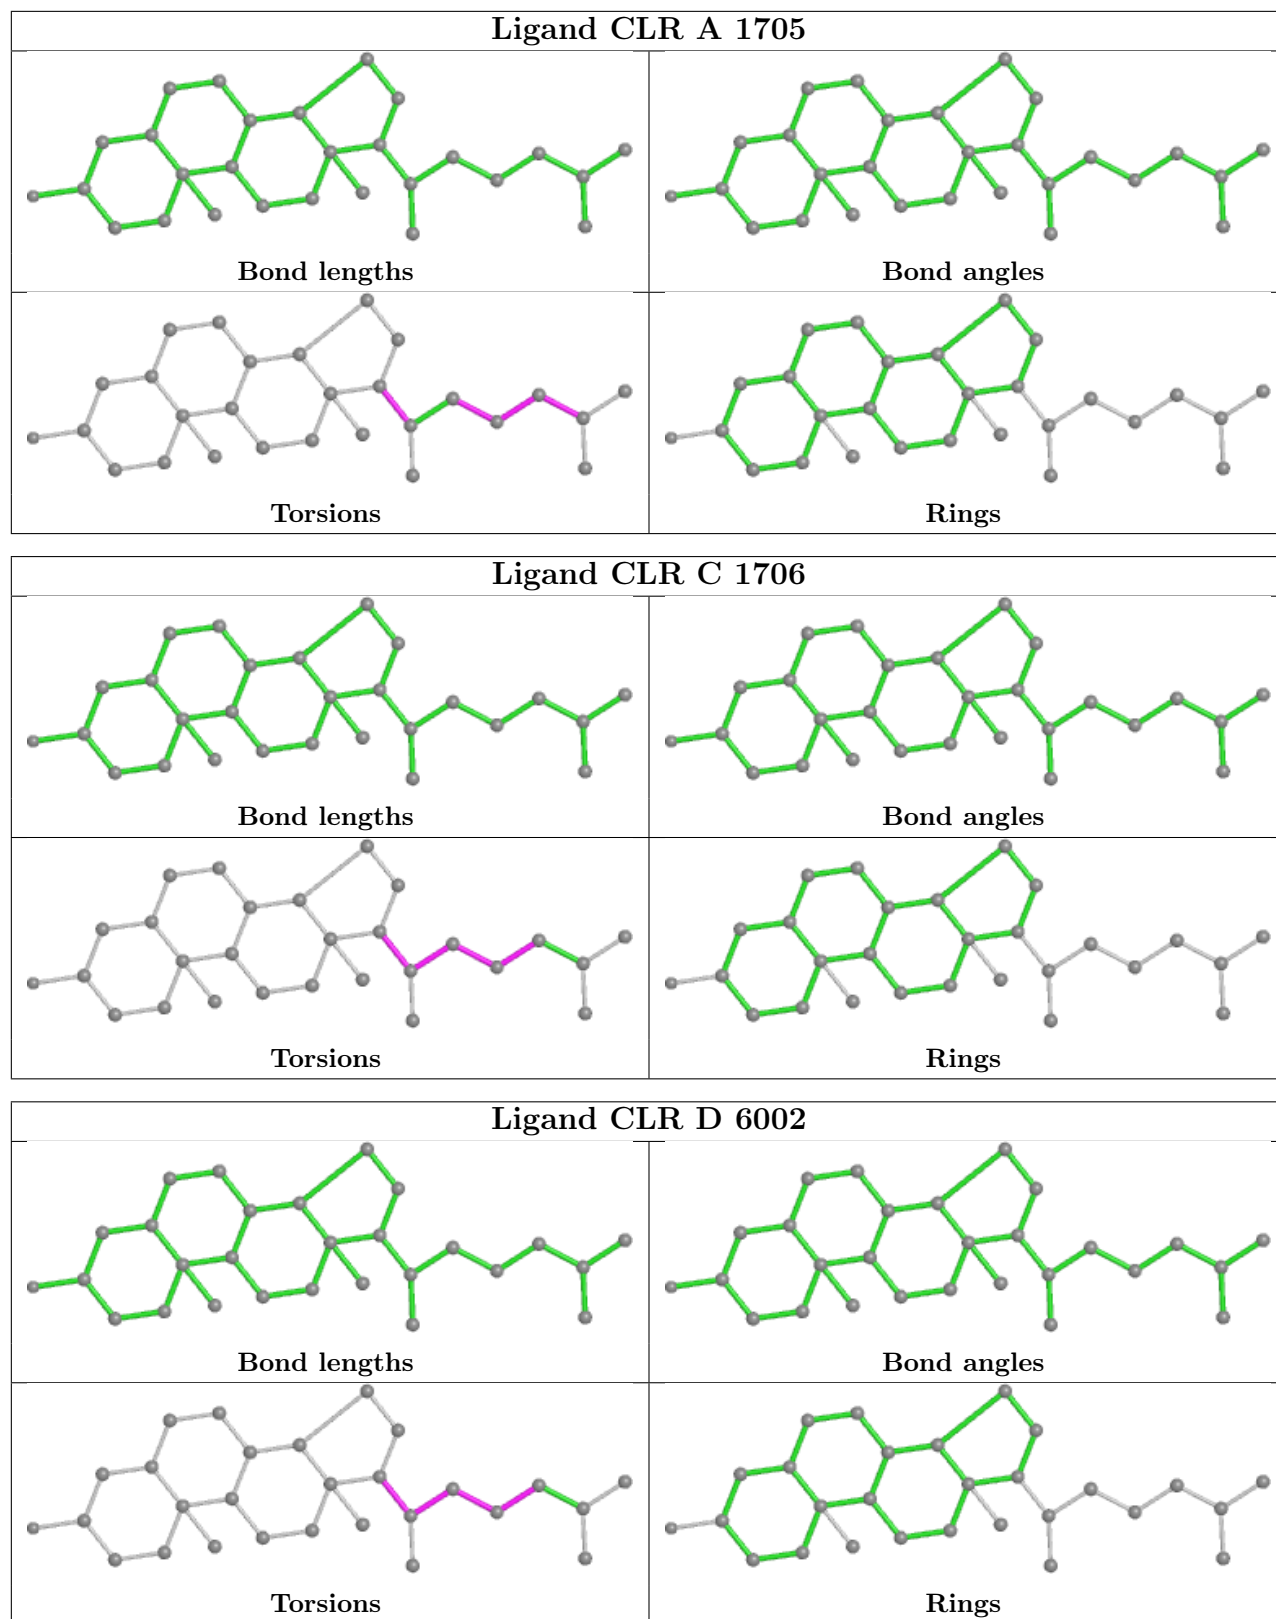 Ligand CLR A 1705
Bond lengths
Bond angles
Torsions
Rings
Ligand CLR C 1706
Bond lengths
Bond angles
Torsions
Rings
Ligand CLR D 6002
Bond lengths
Bond angles
Torsions
Rings